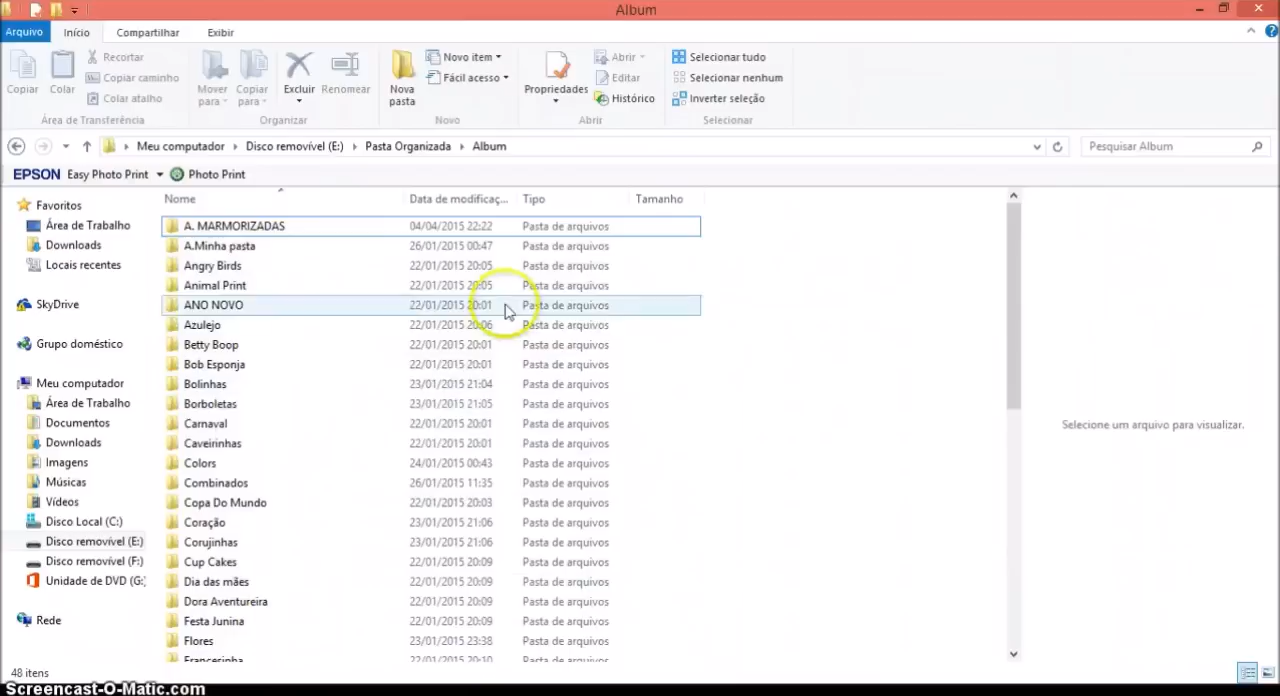 Album
Arquivo Início Compartilhar Exibir
Copiar Colar Recortar Copiar caminho Colar atalho
Mover para Copiar para Excluir Renomear
Nova pasta Novo item Fácil acesso
Propriedades Abrir Editar Histórico
Selecionar tudo Selecionar nenhum Inverter seleção
Área de Transferência Organizar Novo Abrir Selecionar
Meu computador Disco removível (E:) Pasta Organizada Album Pesquisar Album
EPSON Easy Photo Print Photo Print
Favoritos
Área de Trabalho
Downloads
Locais recentes
SkyDrive
Grupo doméstico
Meu computador
Área de Trabalho
Documentos
Downloads
Imagens
Músicas
Vídeos
Disco Local (C:)
Disco removível (E:)
Disco removível (F:)
Unidade de DVD (G:
Rede
Nome Data de modificaç... Tipo Tamanho
A. MARMORIZADAS 04/04/2015 22:22 Pasta de arquivos
A.Minha pasta 26/01/2015 00:47 Pasta de arquivos
Angry Birds 22/01/2015 20:05 Pasta de arquivos
Animal Print 22/01/2015 20:05 Pasta de arquivos
ANO NOVO 22/01/2015 20:01 Pasta de arquivos
Azulejo 22/01/2015 20:06 Pasta de arquivos
Betty Boop 22/01/2015 20:01 Pasta de arquivos
Bob Esponja 22/01/2015 20:01 Pasta de arquivos
Bolinhas 23/01/2015 21:04 Pasta de arquivos
Borboletas 23/01/2015 21:05 Pasta de arquivos
Carnaval 22/01/2015 20:01 Pasta de arquivos
Caveirinhas 22/01/2015 20:01 Pasta de arquivos
Colors 24/01/2015 00:43 Pasta de arquivos
Combinados 26/01/2015 11:35 Pasta de arquivos
Copa Do Mundo 22/01/2015 20:03 Pasta de arquivos
Coração 23/01/2015 21:06 Pasta de arquivos
Corujinhas 23/01/2015 21:06 Pasta de arquivos
Cup Cakes 22/01/2015 20:09 Pasta de arquivos
Dia das mães 22/01/2015 20:09 Pasta de arquivos
Dora Aventureira 22/01/2015 20:09 Pasta de arquivos
Festa Junina 22/01/2015 20:09 Pasta de arquivos
Flores 23/01/2015 23:38 Pasta de arquivos
Francesinha 22/01/2015 20:10 Pasta de arquivos
Selecione um arquivo para visualizar.
48 itens
Screencast-O-Matic.com